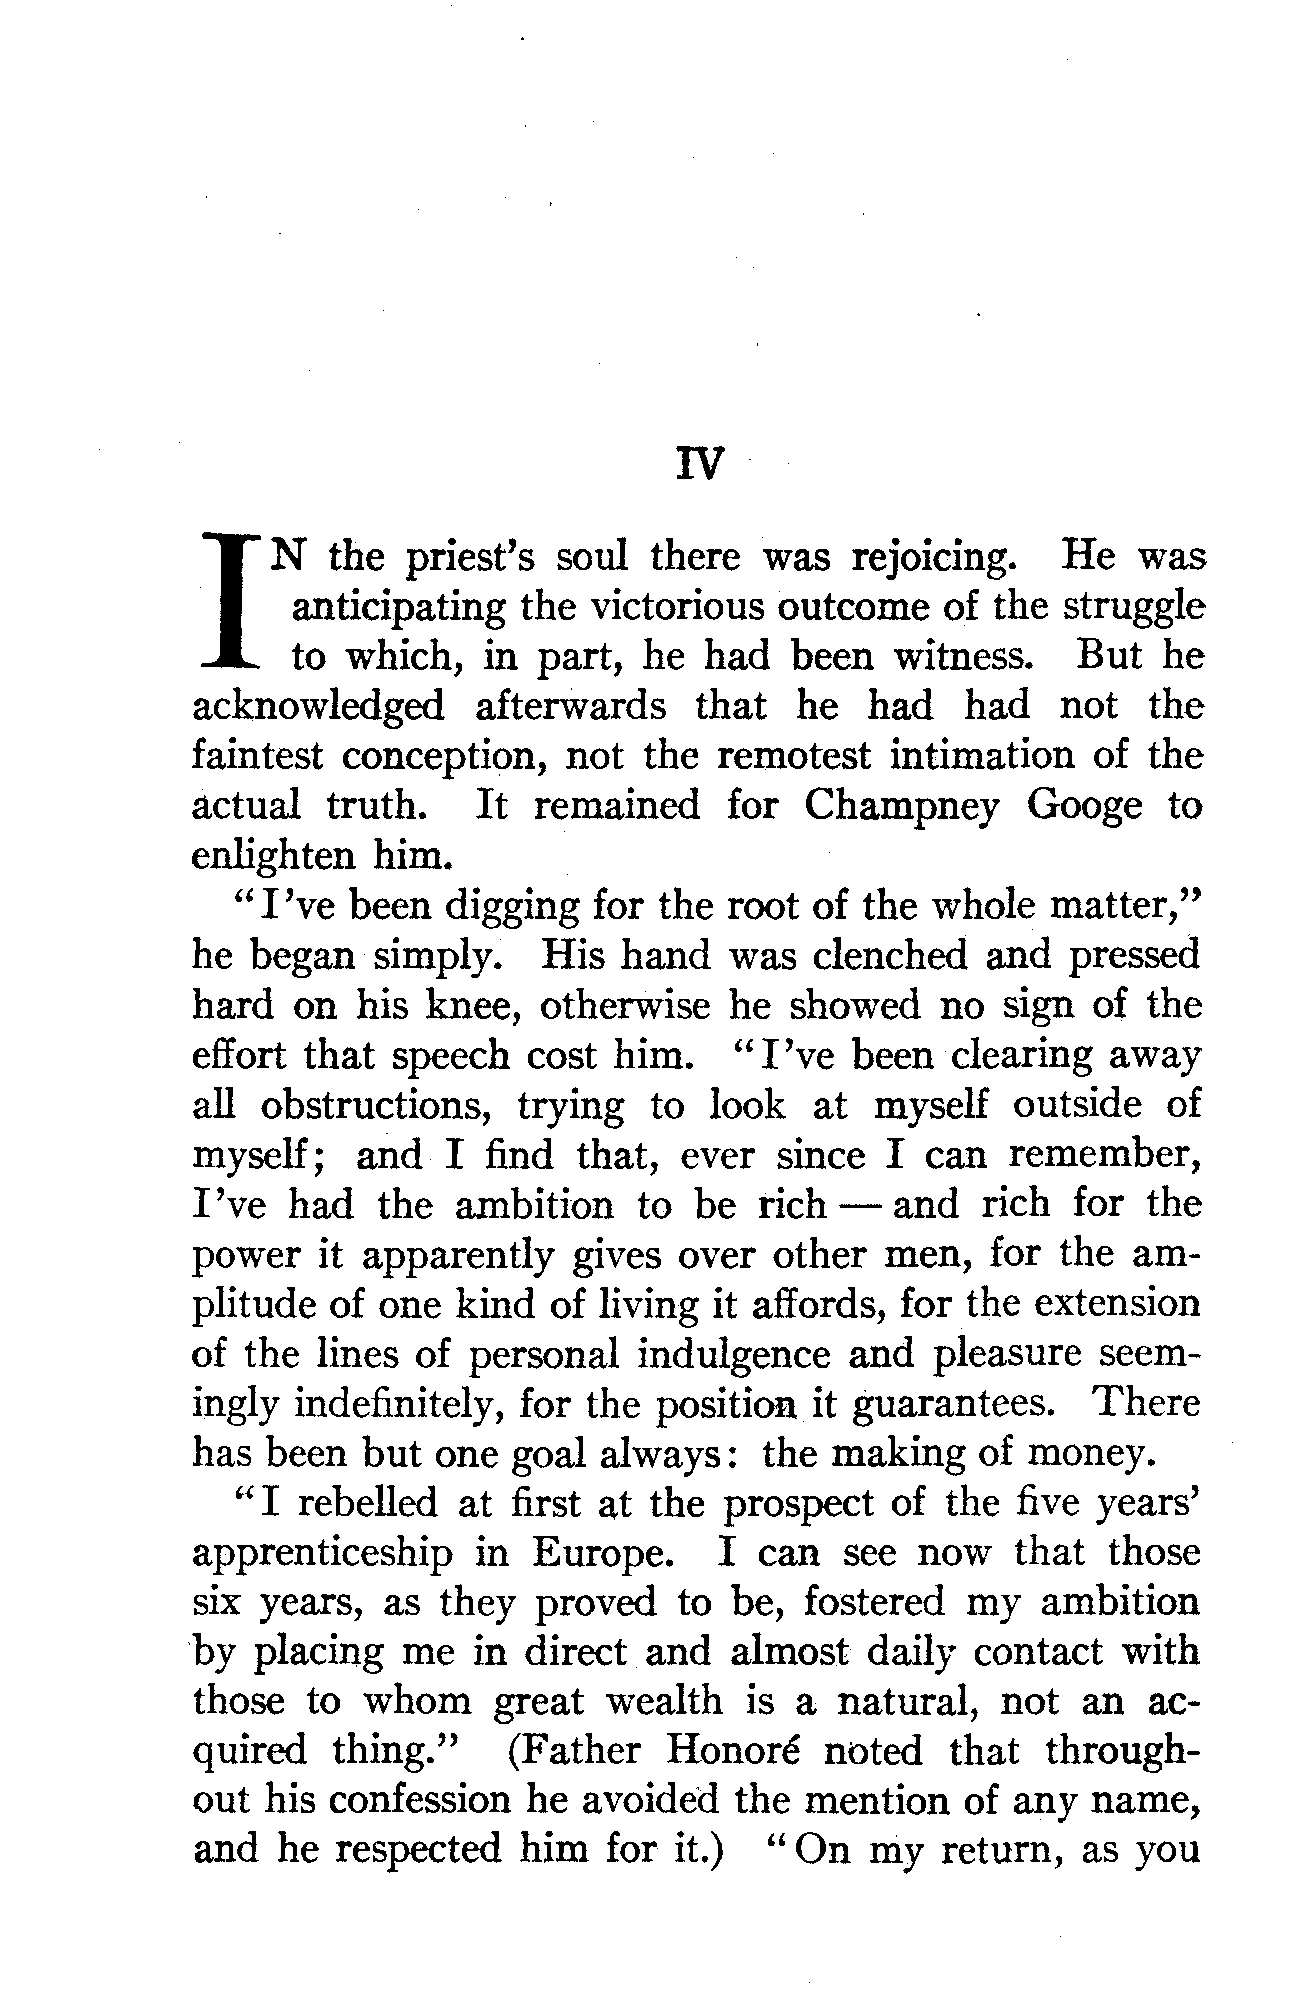 IV
IN the priest's soul there was rejoicing. He was
anticipating the victorious outcome of the struggle
to which, in part, he had been witness. But he
acknowledged afterwards that he had had not the
faintest conception, not the remotest intimation of the
actual truth. It remained for Champney Googe to
enlighten him.
"I've been digging for the root of the whole matter,"
he began simply. His hand was clenched and pressed
hard on his knee, otherwise he showed no sign of the
effort that speech cost him. "I've been clearing away
all obstructions, trying to look at myself outside of
myself; and I find that, ever since I can remember,
I've had the ambition to be rich — and rich for the
power it apparently gives over other men, for the am-
plitude of one kind of living it affords, for the extension
of the lines of personal indulgence and pleasure seem-
ingly indefinitely, for the position it guarantees. There
has been but one goal always: the making of money.
"I rebelled at first at the prospect of the five years'
apprenticeship in Europe. I can see now that those
six years, as they proved to be, fostered my ambition
by placing me in direct and almost daily contact with
those to whom great wealth is a natural, not an ac-
quired thing." (Father Honoré noted that through-
out his confession he avoided the mention of any name,
and he respected him for it.) "On my return, as you